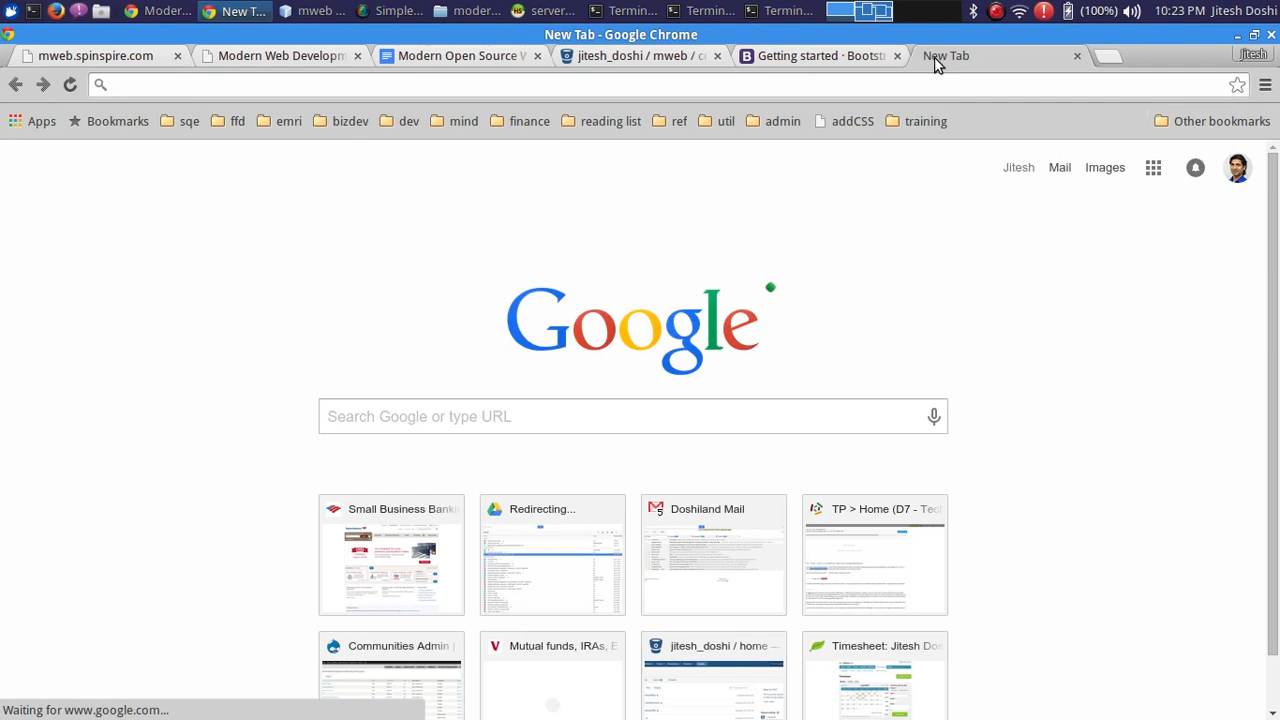 Moder...
New T...
mweb ...
Simple...
moder...
server...
Termin...
Termin...
Termin...
(100%)
10:23 PM
Jitesh Doshi
New Tab - Google Chrome
mweb.spinspire.com
Modern Web Developm
Modern Open Source W
jitesh_doshi / mweb / c
Getting started · Bootstr
New Tab
Jitesh
Apps
Bookmarks
sqe
ffd
emri
bizdev
dev
mind
finance
reading list
ref
util
admin
addCSS
training
Other bookmarks
Jitesh
Mail
Images
Google
Search Google or type URL
Small Business Banki
Redirecting...
Doshiland Mail
TP > Home (D7 - Tech
Communities Admin |
Mutual funds, IRAs, E
jitesh_doshi / home —
Timesheet: Jitesh Dos
Waiting for www.google.com...